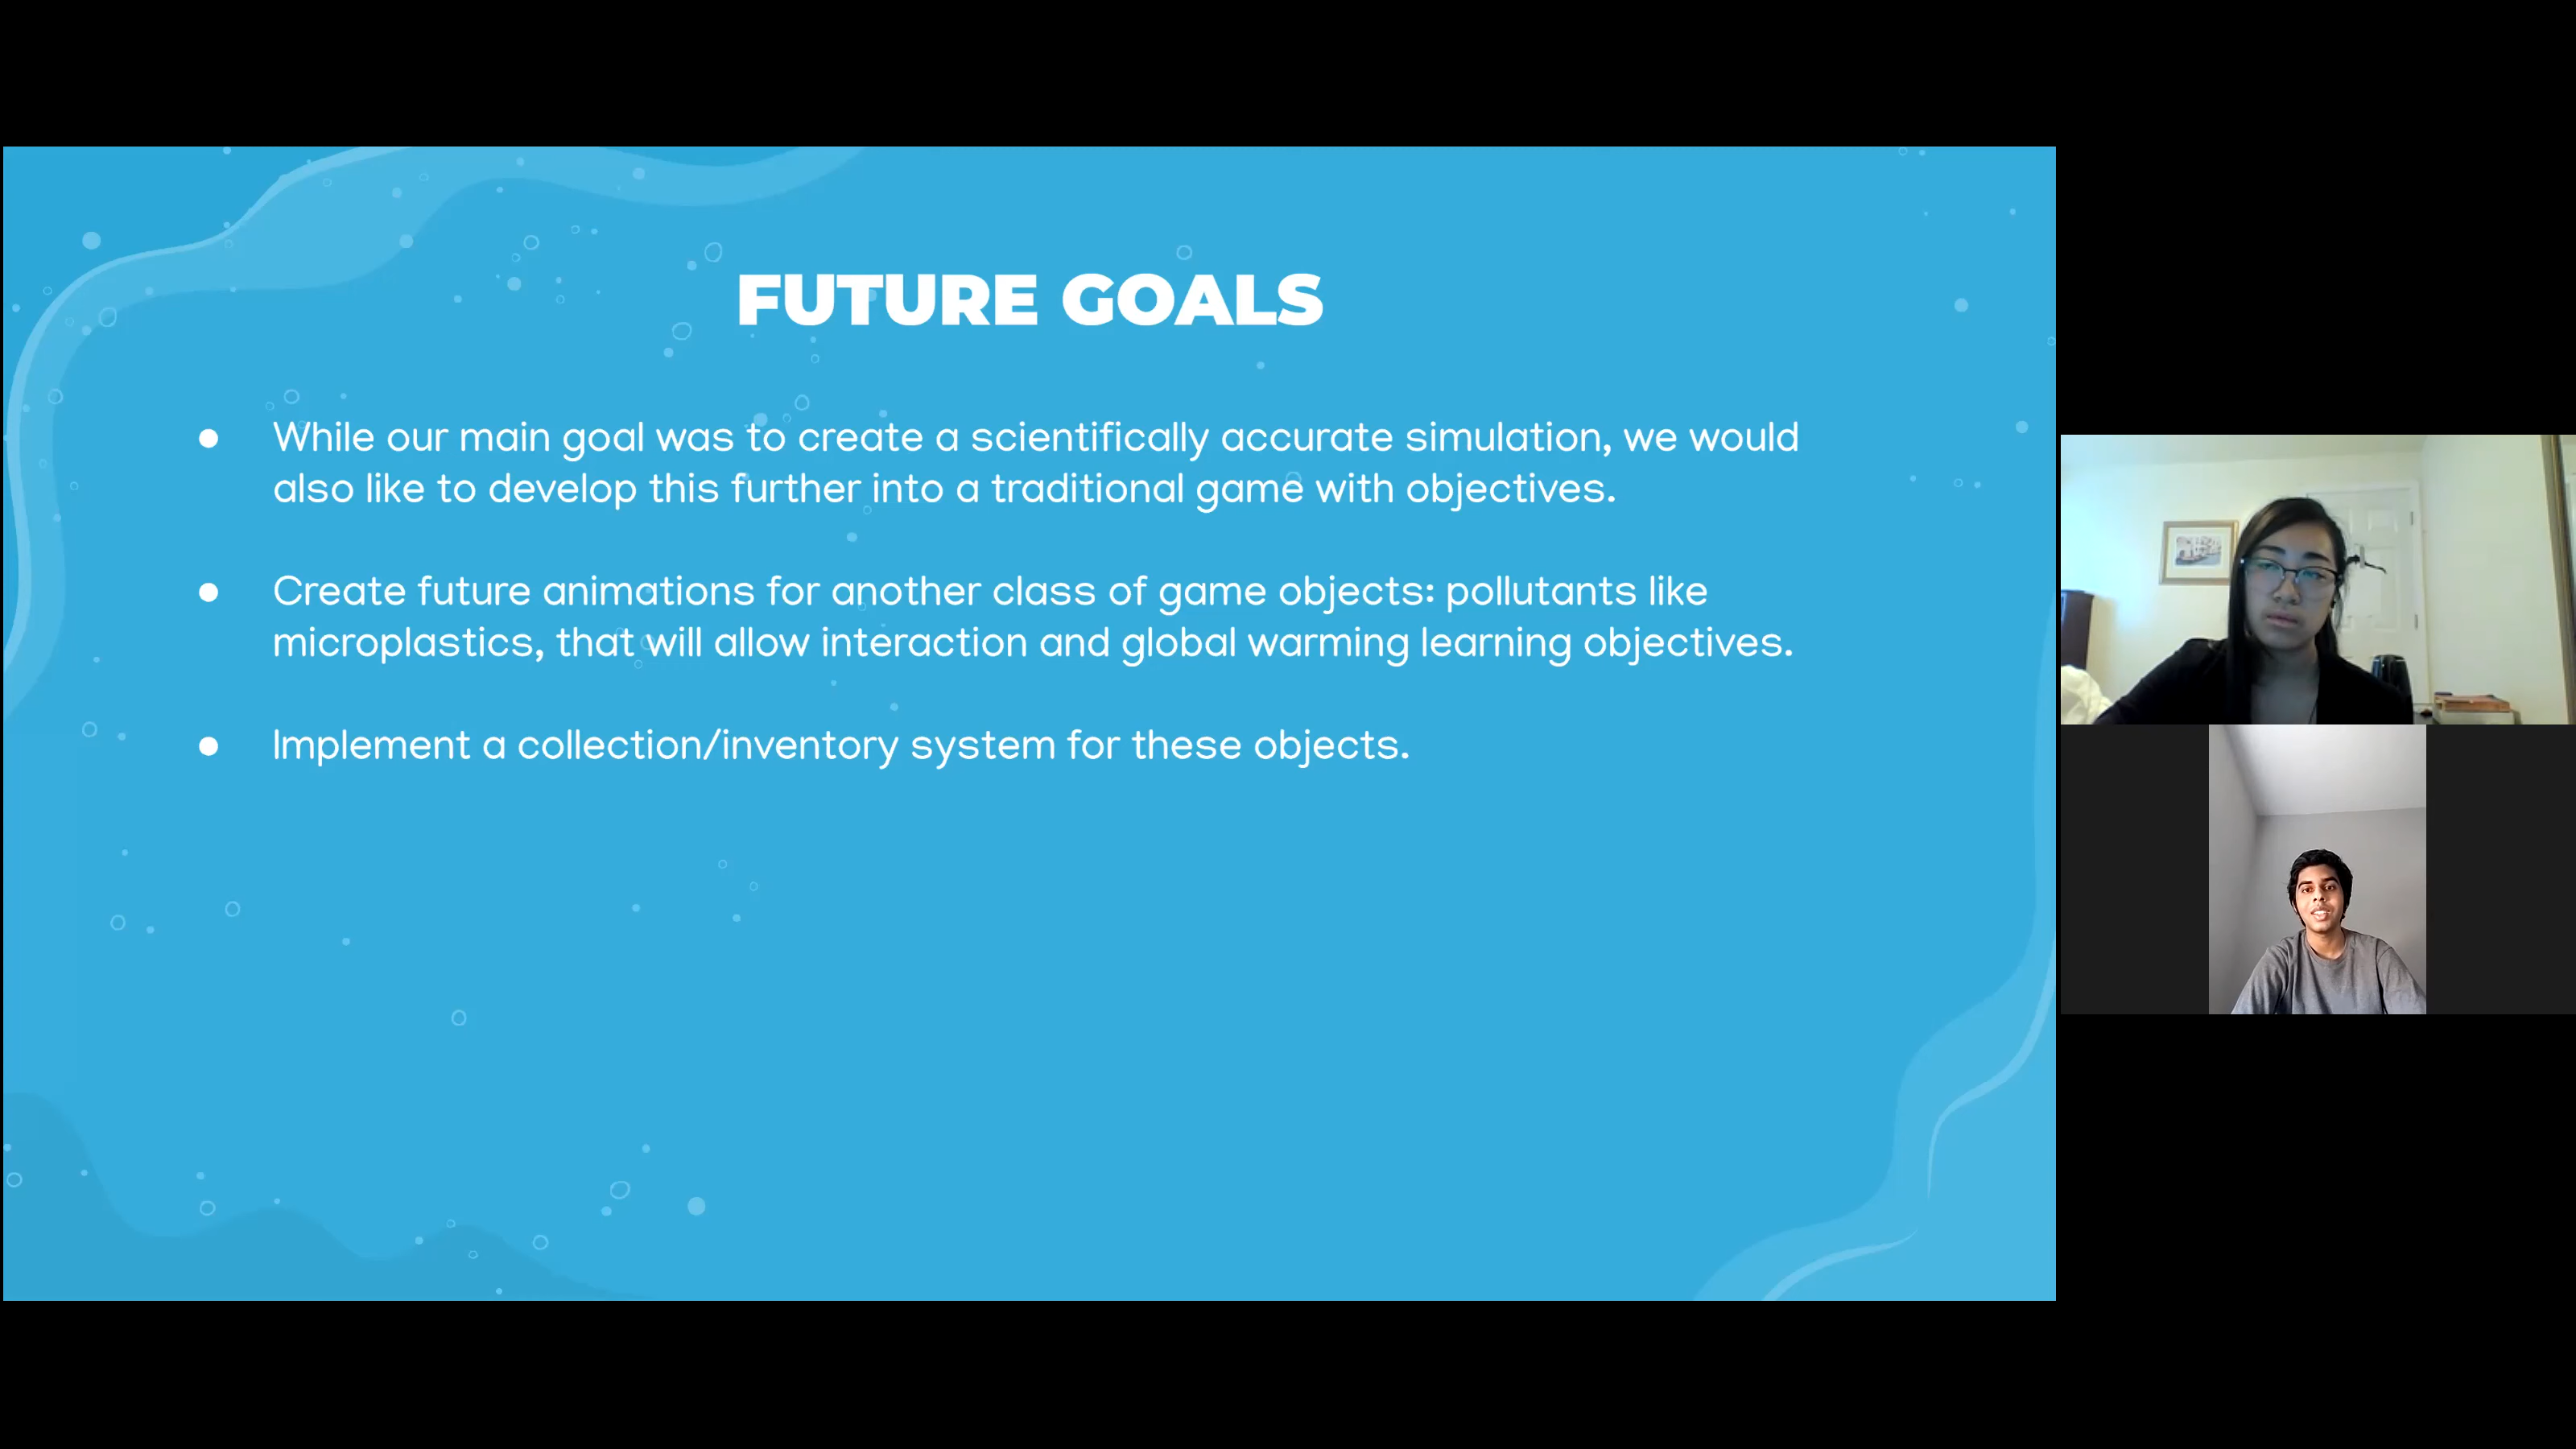 FUTURE GOALS
● While our main goal was to create a scientifically accurate simulation, we would
also like to develop this further into a traditional game with objectives.
● Create future animations for another class of game objects: pollutants like
microplastics, that will allow interaction and global warming learning objectives.
● Implement a collection/inventory system for these objects.